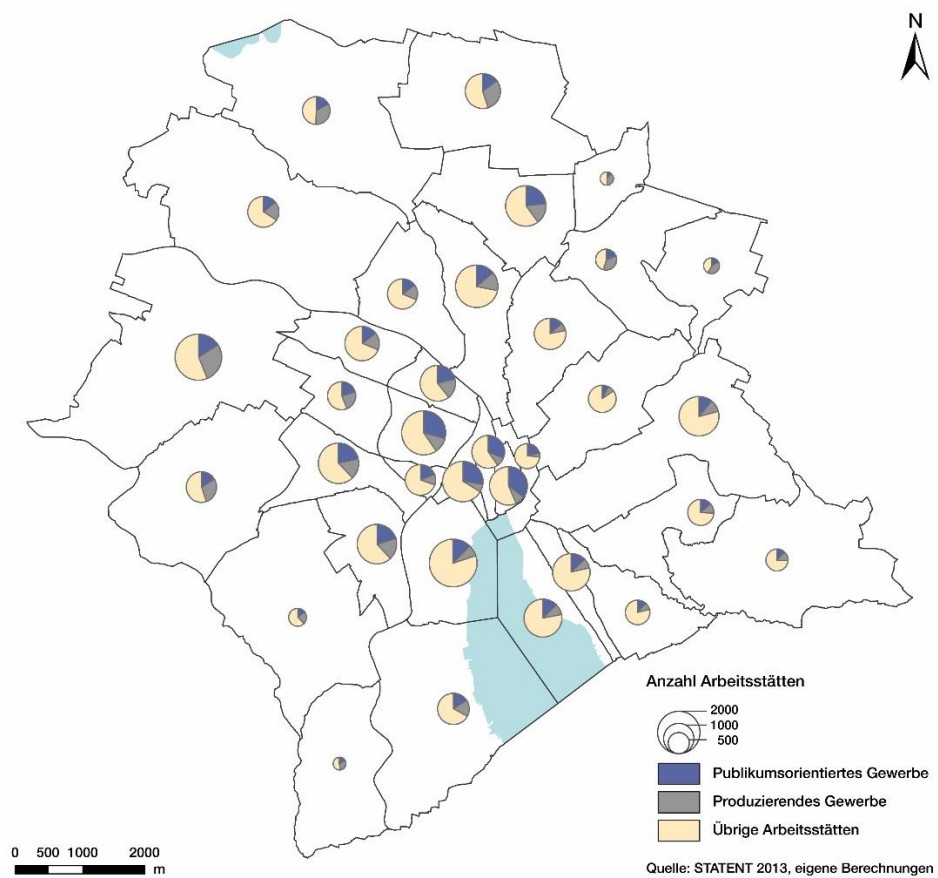 N
Anzahl Arbeitsstätten
2000
1000
500
Publikumsorientiertes Gewerbe
Produzierendes Gewerbe
Übrige Arbeitsstätten
0 500 1000 2000
m
Quelle: STATENT 2013, eigene Berechnungen